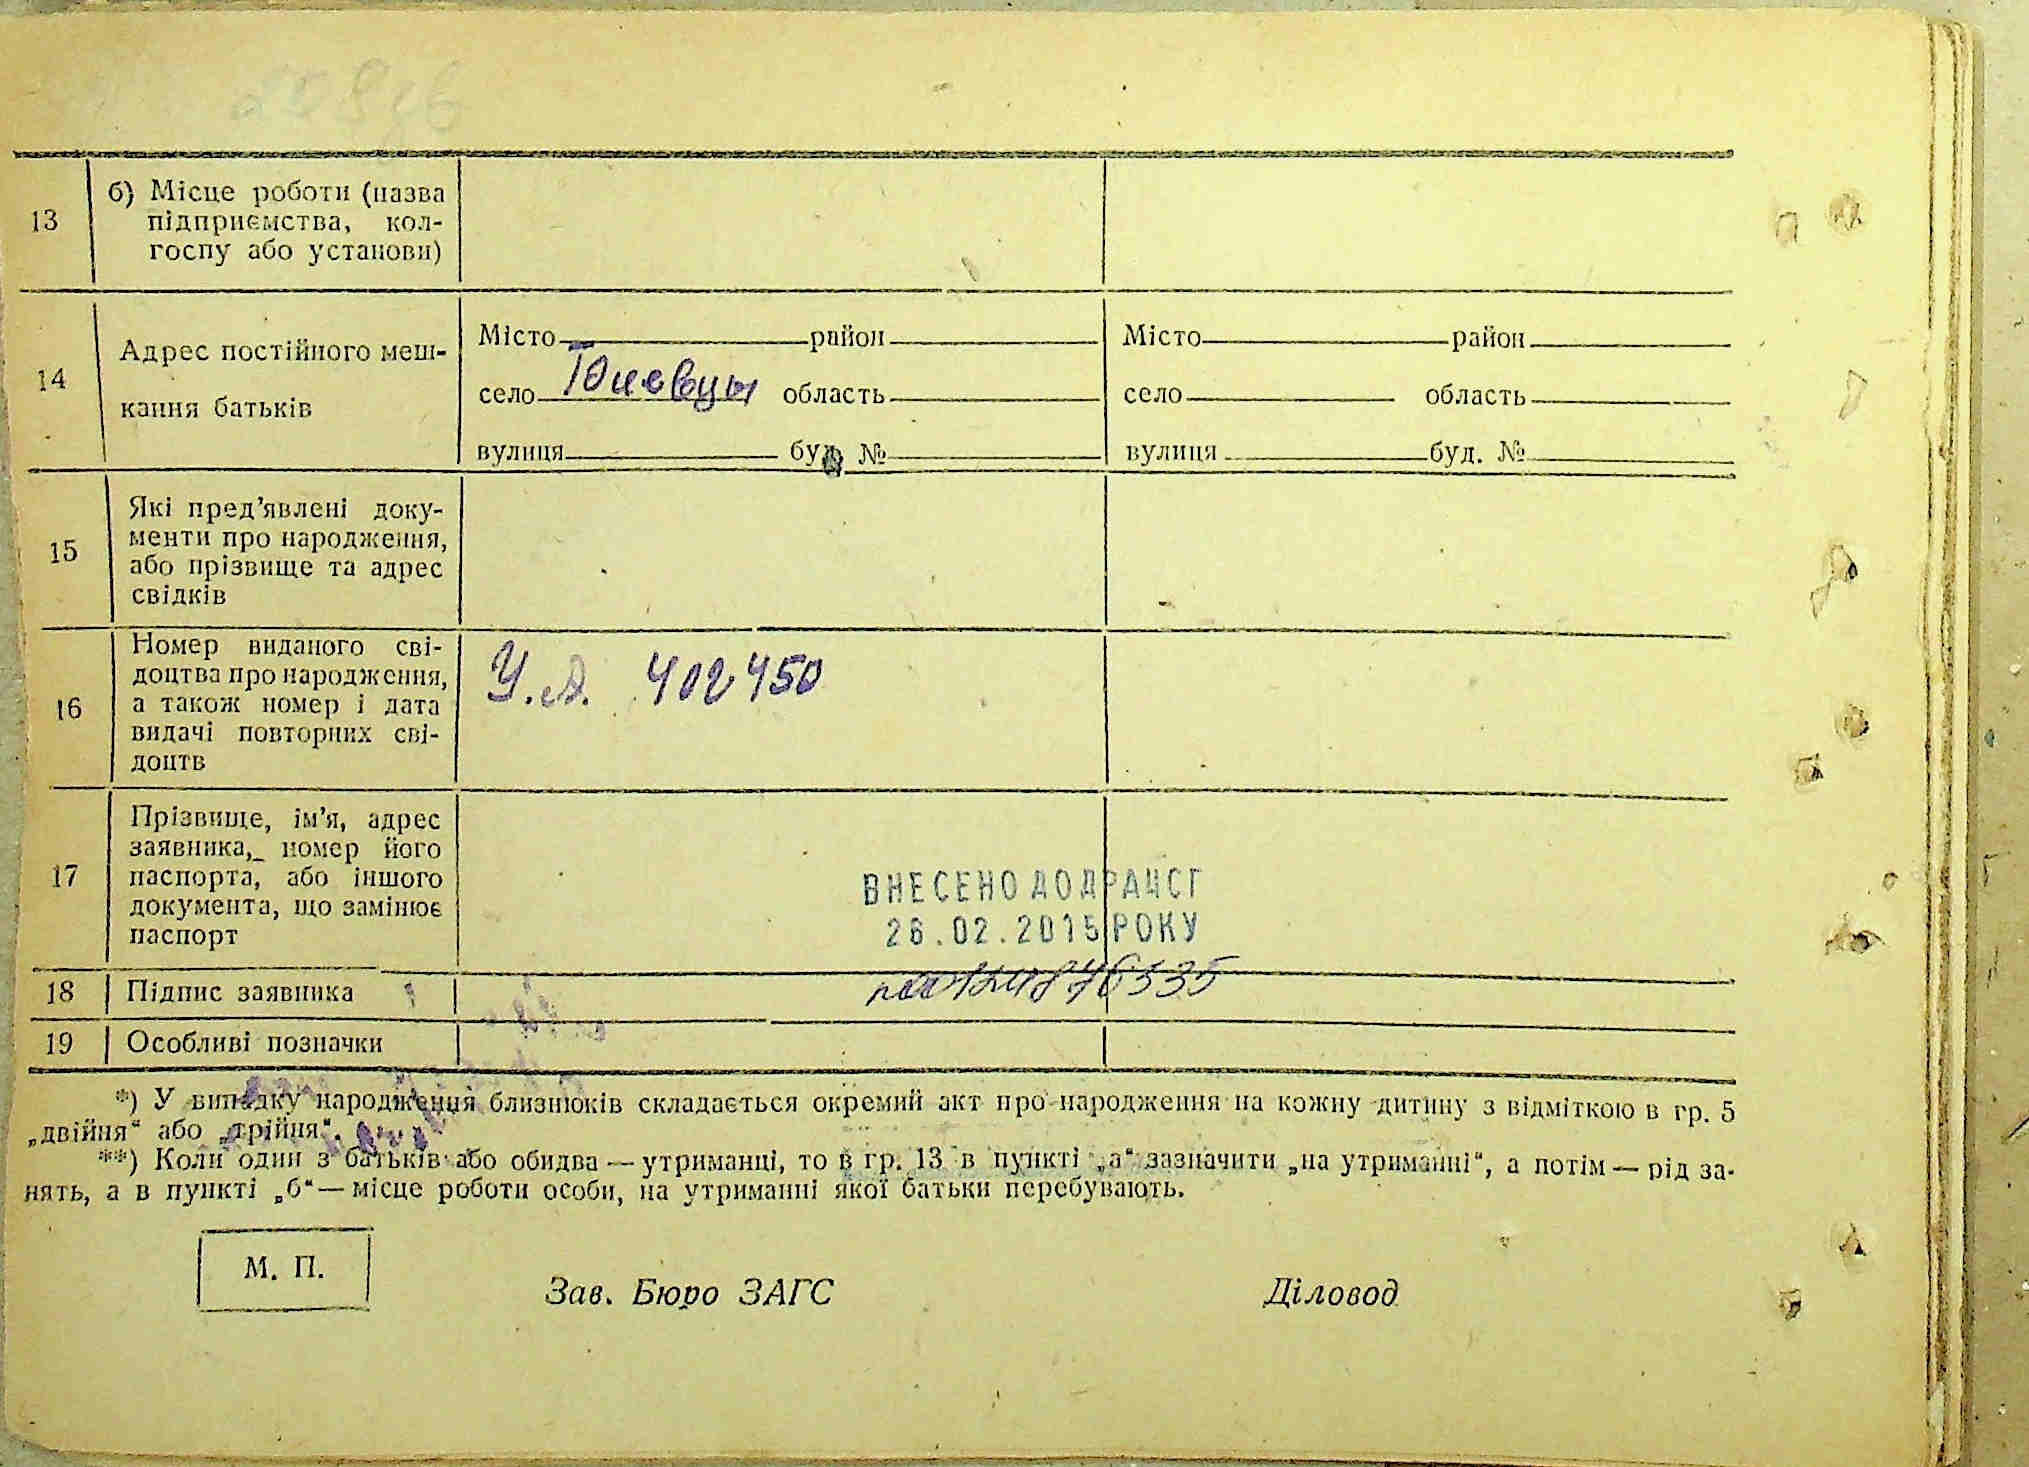 13
б) Місце роботи (назва
підприємства, кол-
госпу або установи)
14
Адрес постійного меш-
кання батьків
Місто район
село область
вулиця буд. №
Місто район
село область
вулиця буд. №
15
Які пред’явлені доку-
менти про народження,
або прізвище та адрес
свідків
16
Номер виданого сві-
доцтва про народження,
а також номер і дата
видачі повторних сві-
доцтв
402450
17
Прізвище, ім’я, адрес
заявника, номер його
паспорта, або іншого
документа, що замінює
паспорт
ВНЕСЕНО ДО ДРАЦСГ
26.02.2015 РОКУ
18 Підпис заявника
19 Особливі позначки
*) У випадку народження близнюків складається окремий акт про народження на кожну дитину з відміткою в гр. 5
„двійня“ або „трійня“.
**) Коли один з батьків або обидва — утриманці, то в гр. 13 в пункті „а“ зазначити „на утриманні“, а потім — рід за-
нять, а в пункті „б“ — місце роботи особи, на утриманні якої батьки перебувають.
М. П.
Зав. Бюро ЗАГС
Діловод